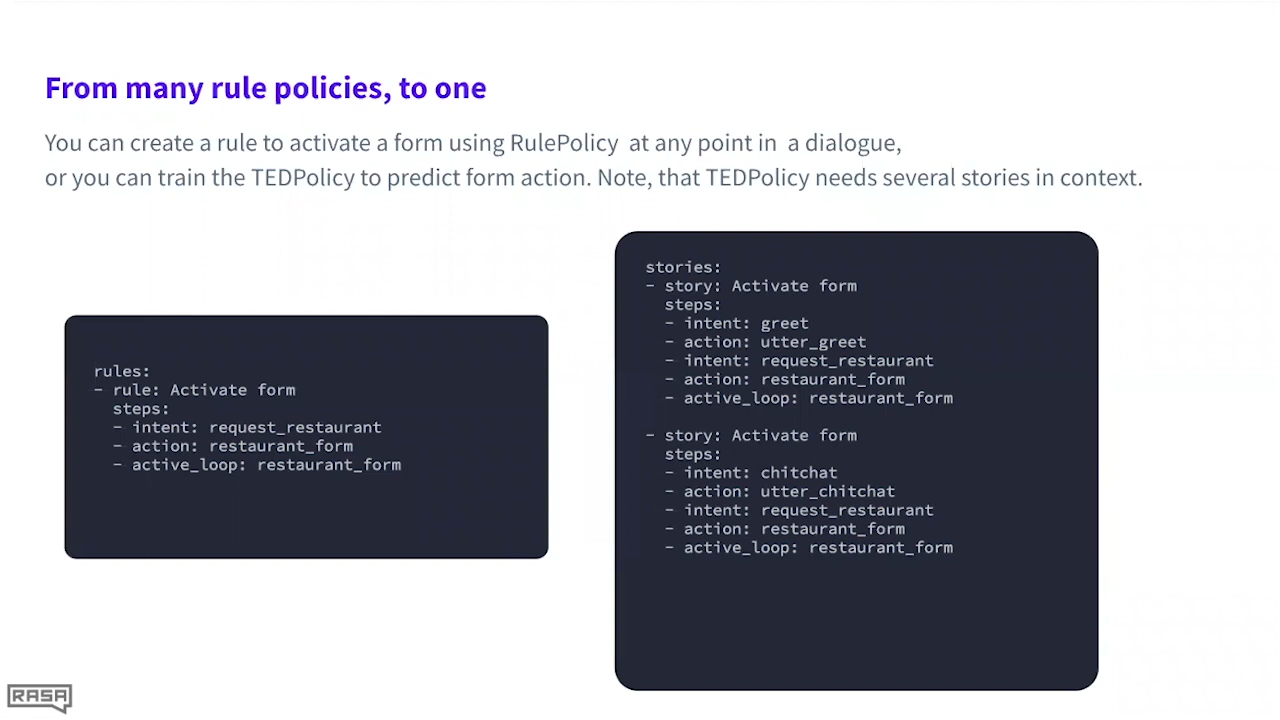 From many rule policies, to one
You can create a rule to activate a form using RulePolicy  at any point in  a dialogue,
or you can train the TEDPolicy to predict form action. Note, that TEDPolicy needs several stories in context.
rules:
- rule: Activate form
  steps:
  - intent: request_restaurant
  - action: restaurant_form
  - active_loop: restaurant_form
stories:
- story: Activate form
  steps:
  - intent: greet
  - action: utter_greet
  - intent: request_restaurant
  - action: restaurant_form
  - active_loop: restaurant_form
- story: Activate form
  steps:
  - intent: chitchat
  - action: utter_chitchat
  - intent: request_restaurant
  - action: restaurant_form
  - active_loop: restaurant_form
RASA